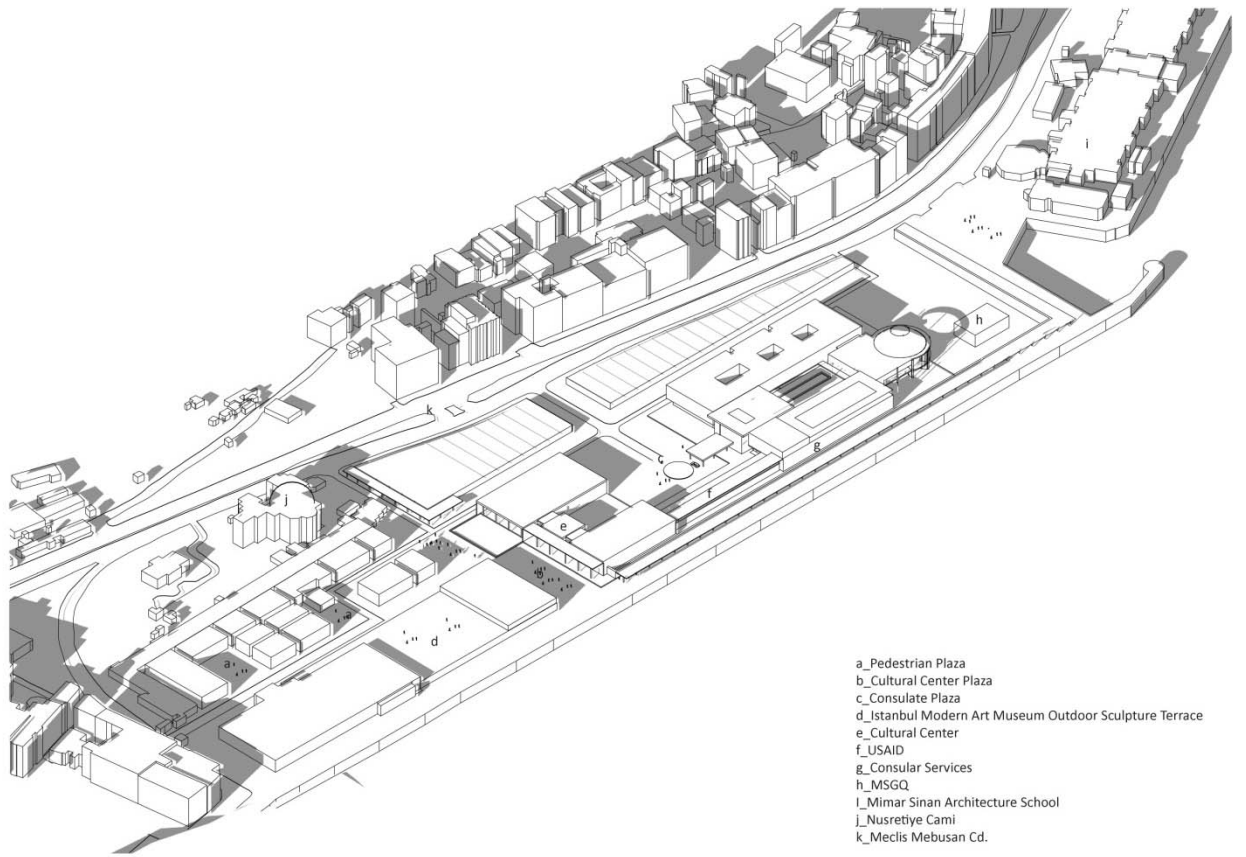 i
h
k
c
g
f
j
e
b
a
d
a
a_Pedestrian Plaza
b_Cultural Center Plaza
c_Consulate Plaza
d_Istanbul Modern Art Museum Outdoor Sculpture Terrace
e_Cultural Center
f_USAID
g_Consular Services
h_MSGQ
I_Mimar Sinan Architecture School
j_Nusretiye Cami
k_Meclis Mebusan Cd.